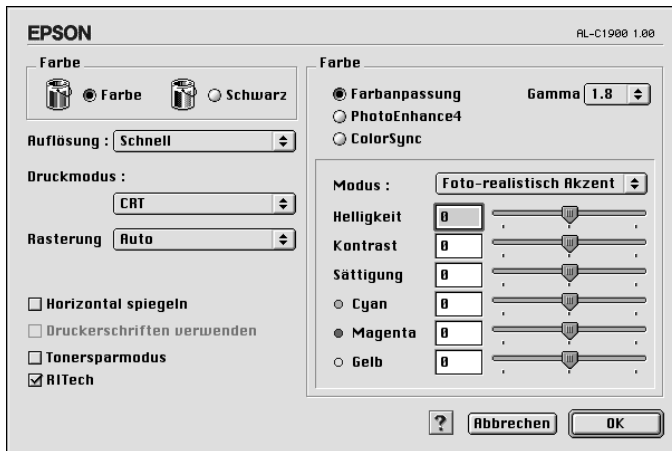 EPSON
AL-C1900 1.00
Farbe
Farbe
Schwarz
Auflösung : Schnell
Druckmodus :
CRT
Rasterung Auto
Horizontal spiegeln
Druckerschriften verwenden
Tonersparmodus
RITech
Farbe
Farbanpassung
Gamma 1.8
PhotoEnhance4
ColorSync
Modus : Foto-realistisch Akzent
Helligkeit 0
Kontrast 0
Sättigung 0
Cyan 0
Magenta 0
Gelb 0
?
Abbrechen
OK